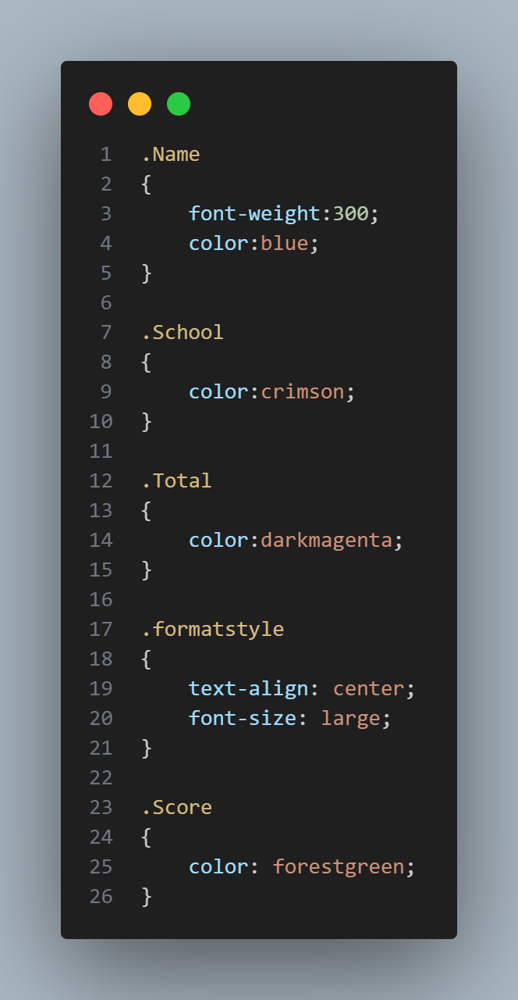 1 .Name
2 {
3     font-weight:300;
4     color:blue;
5 }
6
7 .School
8 {
9     color:crimson;
10 }
11
12 .Total
13 {
14     color:darkmagenta;
15 }
16
17 .formatstyle
18 {
19     text-align: center;
20     font-size: large;
21 }
22
23 .Score
24 {
25     color: forestgreen;
26 }